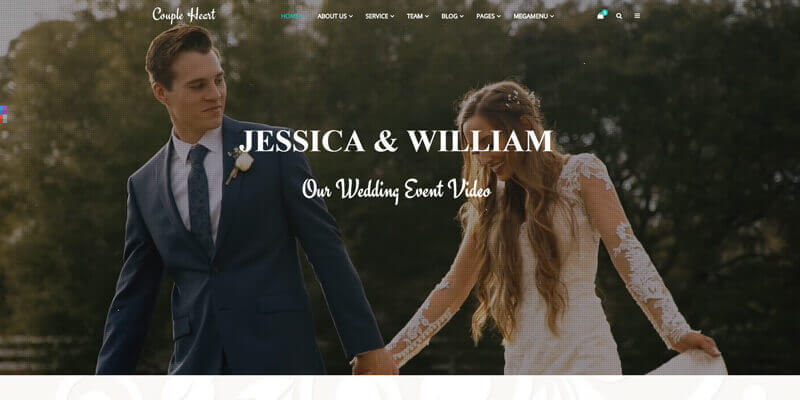 Couple Heart
HOME ABOUT US SERVICE TEAM BLOG PAGES MEGAMENU
JESSICA & WILLIAM
Our Wedding Event Video